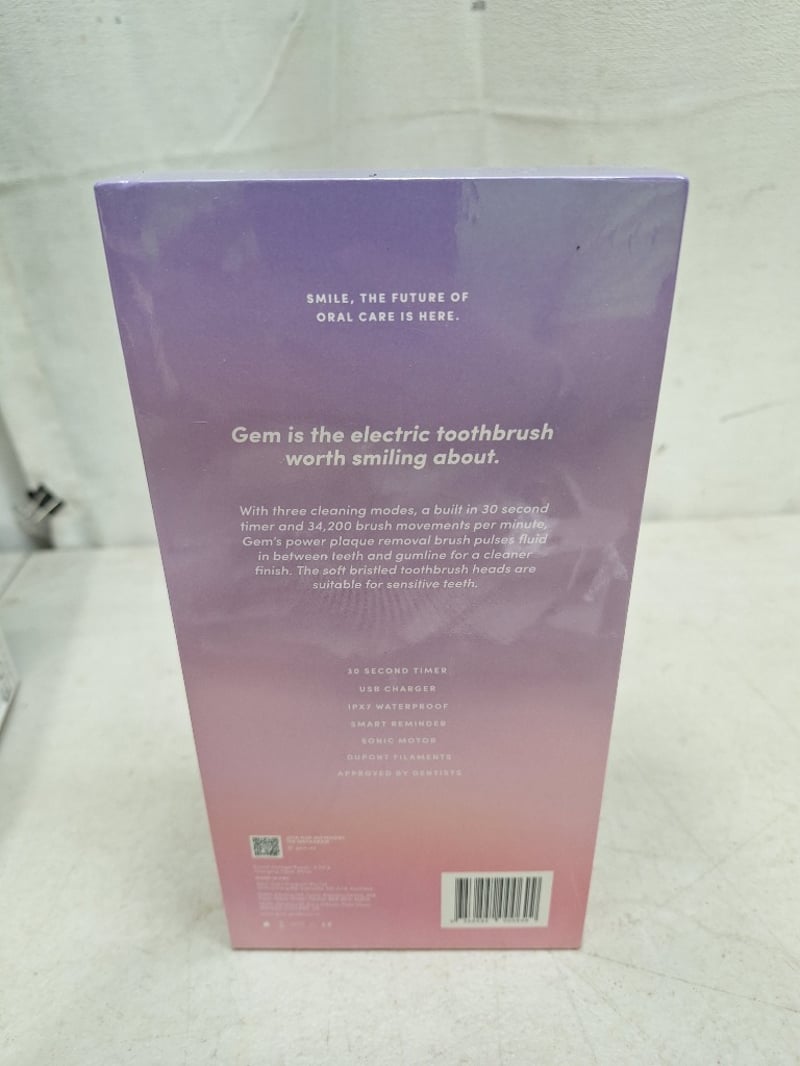 SMILE, THE FUTURE OF
ORAL CARE IS HERE.
Gem is the electric toothbrush
worth smiling about.
With three cleaning modes, a built in 30 second
timer and 34,200 brush movements per minute,
Gem's power plaque removal brush pulses fluid
in between teeth and gumline for a cleaner
finish. The soft bristled toothbrush heads are
suitable for sensitive teeth.
30 SECOND TIMER
USB CHARGER
IPX7 WATERPROOF
SMART REMINDER
SONIC MOTOR
DUPONT FILAMENTS
APPROVED BY DENTISTS